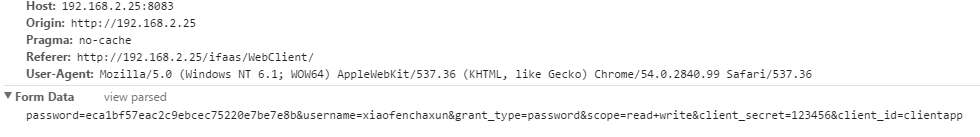 Host: 192.168.2.25:8083
Origin: http://192.168.2.25
Pragma: no-cache
Referer: http://192.168.2.25/ifaas/WebClient/
User-Agent: Mozilla/5.0 (Windows NT 6.1; WOW64) AppleWebKit/537.36 (KHTML, like Gecko) Chrome/54.0.2840.99 Safari/537.36
▼ Form Data view parsed
password=eca1bf57eac2c9ebcec75220e7be7e8b&username=xiaofenchaxun&grant_type=password&scope=read+write&client_secret=123456&client_id=clientapp